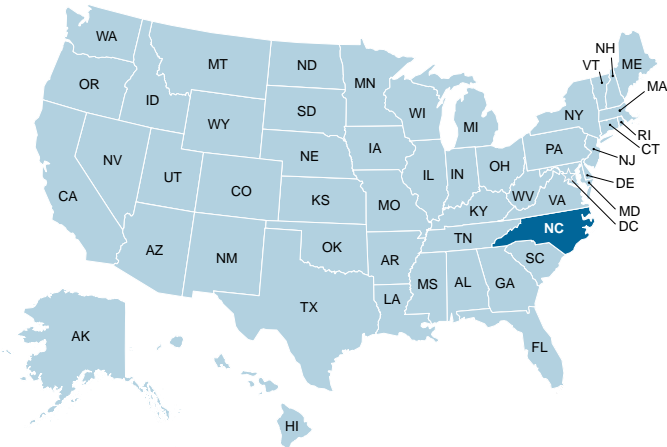 WA
MT
ND
MN
NH
VT
ME
OR
ID
WY
SD
WI
MI
NY
MA
RI
CT
NV
UT
CO
NE
IA
IL
IN
OH
PA
NJ
CA
KS
MO
KY
WV
VA
DE
MD
DC
AZ
NM
OK
AR
TN
NC
SC
TX
LA
MS
AL
GA
FL
AK
HI